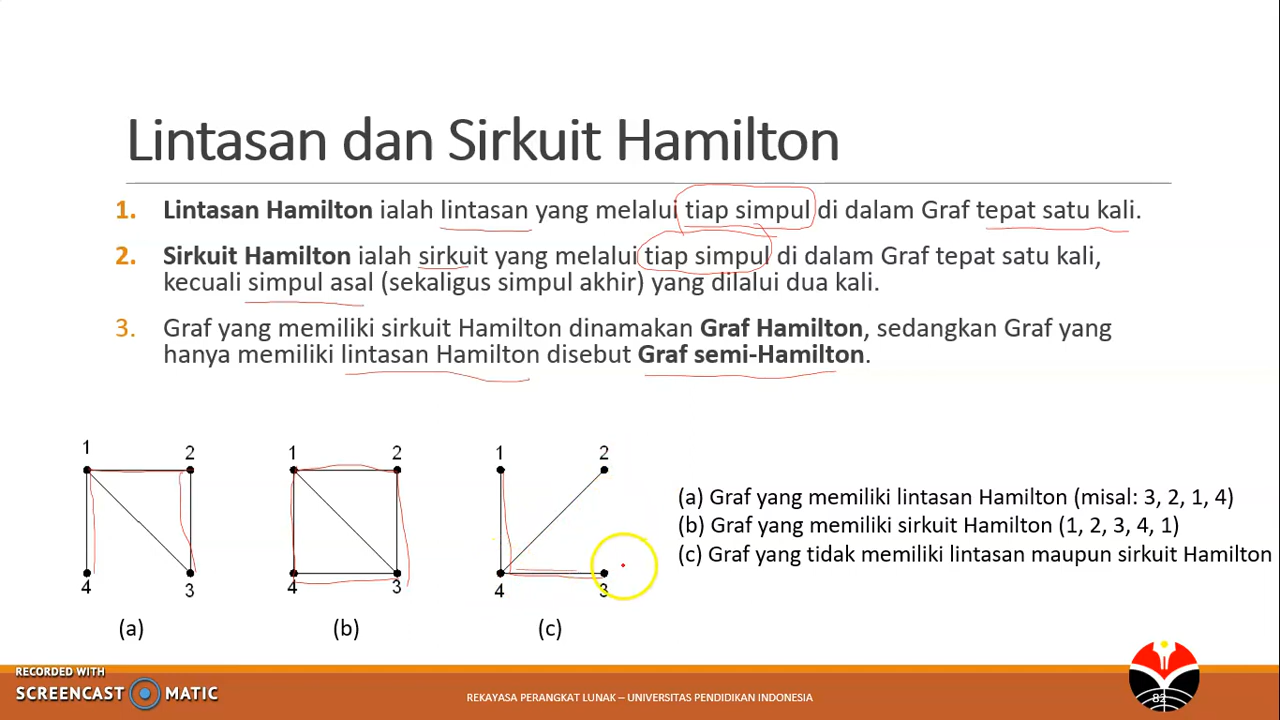 Lintasan dan Sirkuit Hamilton
1. Lintasan Hamilton ialah lintasan yang melalui tiap simpul di dalam Graf tepat satu kali.
2. Sirkuit Hamilton ialah sirkuit yang melalui tiap simpul di dalam Graf tepat satu kali,
kecuali simpul asal (sekaligus simpul akhir) yang dilalui dua kali.
3. Graf yang memiliki sirkuit Hamilton dinamakan Graf Hamilton, sedangkan Graf yang
hanya memiliki lintasan Hamilton disebut Graf semi-Hamilton.
1 2 1 2 1 2
4 3 4 3 4 3
(a) (b) (c)
(a) Graf yang memiliki lintasan Hamilton (misal: 3, 2, 1, 4)
(b) Graf yang memiliki sirkuit Hamilton (1, 2, 3, 4, 1)
(c) Graf yang tidak memiliki lintasan maupun sirkuit Hamilton
RECORDED WITH
SCREENCAST MATIC
REKAYASA PERANGKAT LUNAK – UNIVERSITAS PENDIDIKAN INDONESIA
82